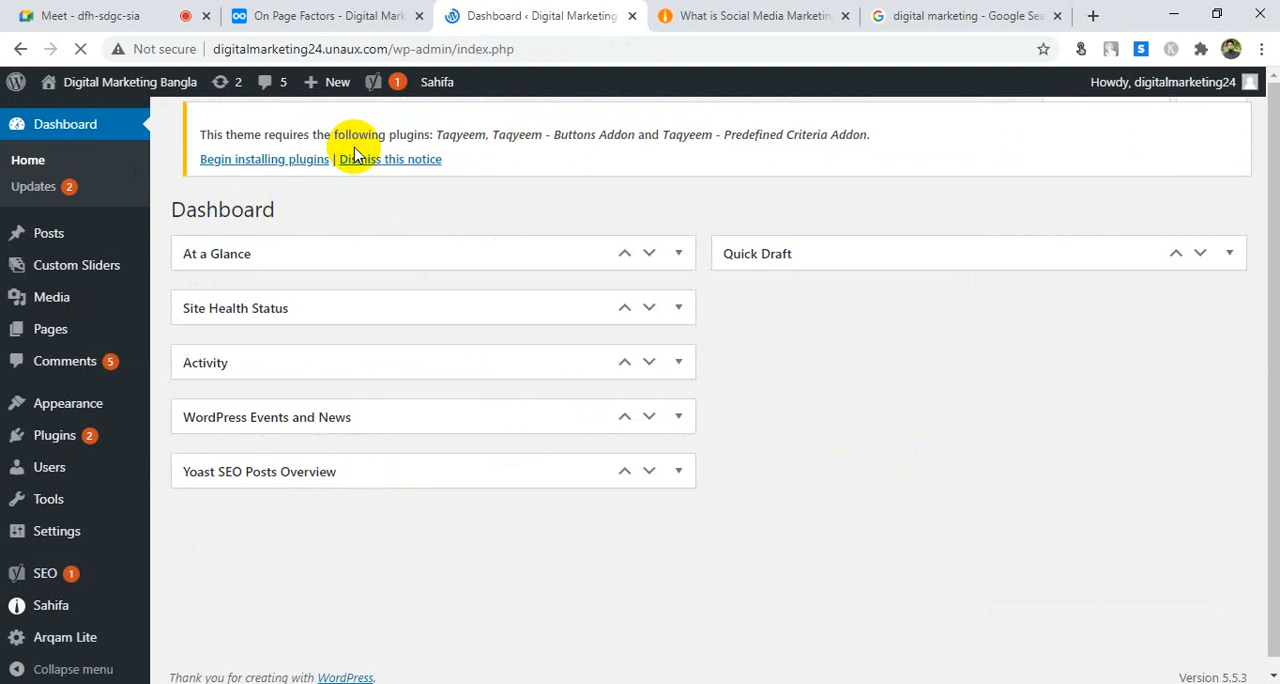 Meet - dfh-sdgc-sia
On Page Factors - Digital Mark
Dashboard ‹ Digital Marketing
What is Social Media Marketing
digital marketing - Google Sea
Not secure
digitalmarketing24.unaux.com/wp-admin/index.php
Digital Marketing Bangla
2
5
New
1
Sahifa
Howdy, digitalmarketing24
Dashboard
Home
Updates 2
Posts
Custom Sliders
Media
Pages
Comments 5
Appearance
Plugins 2
Users
Tools
Settings
SEO 1
Sahifa
Arqam Lite
Collapse menu
This theme requires the following plugins: Taqyeem, Taqyeem - Buttons Addon and Taqyeem - Predefined Criteria Addon.
Begin installing plugins | Dismiss this notice
Dashboard
At a Glance
Site Health Status
Activity
WordPress Events and News
Yoast SEO Posts Overview
Quick Draft
Thank you for creating with WordPress.
Version 5.5.3